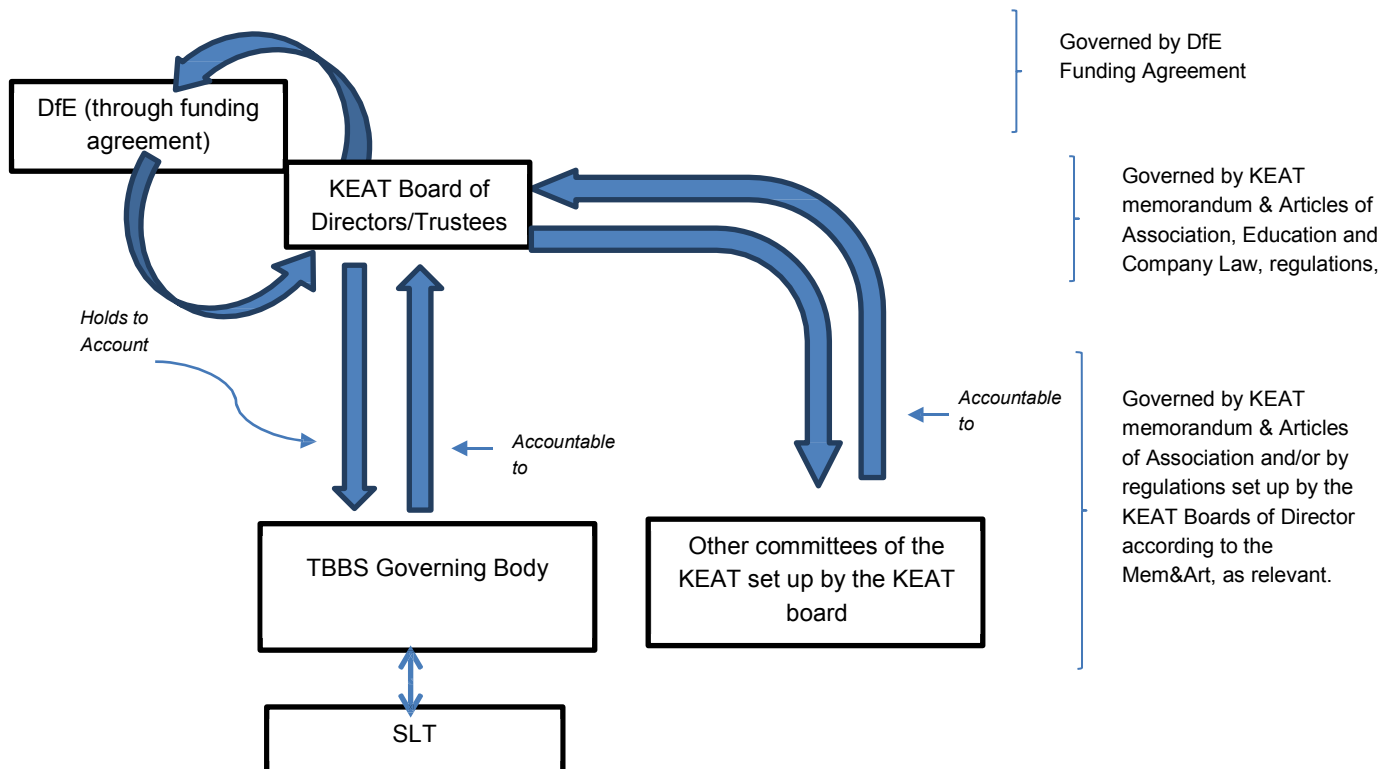 Governed by DfE
Funding Agreement
DfE (through funding
agreement)
KEAT Board of
Directors/Trustees
Governed by KEAT
memorandum & Articles of
Association, Education and
Company Law, regulations,
Holds to
Account
Accountable
to
Accountable
to
Governed by KEAT
memorandum & Articles
of Association and/or by
regulations set up by the
KEAT Boards of Director
according to the
Mem&Art, as relevant.
TBBS Governing Body
Other committees of the
KEAT set up by the KEAT
board
SLT